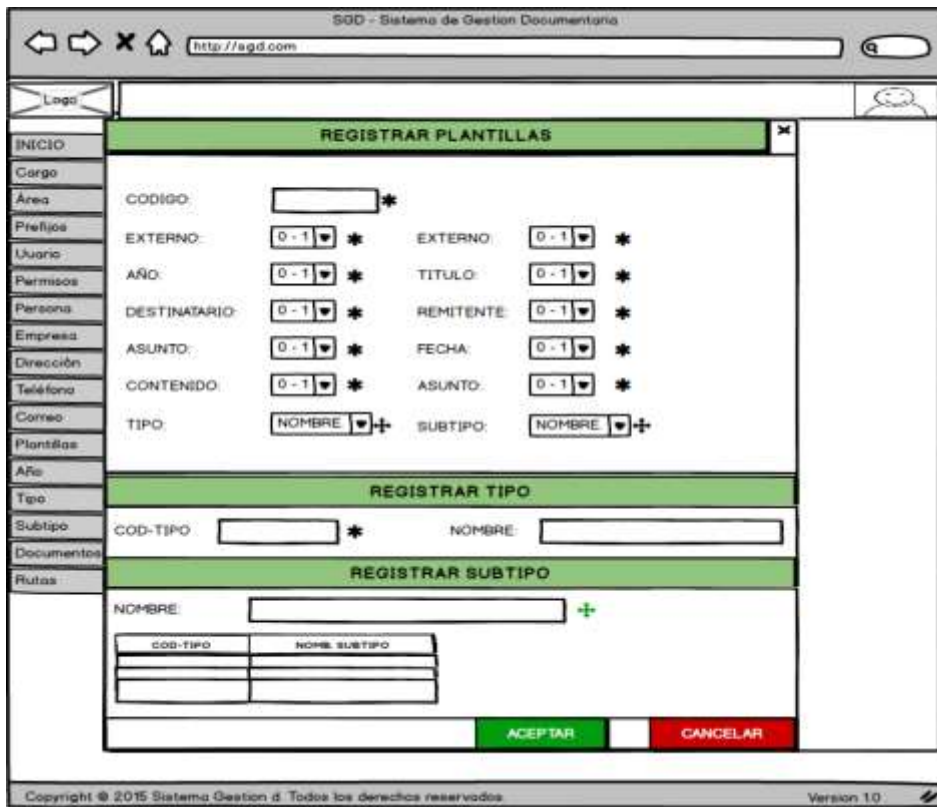 SGD - Sistema de Gestion Documentaria
http://sgd.com
Logo
REGISTRAR PLANTILLAS
INICIO
Cargo
Área
Prefijos
Uuario
Permisos
Persona
Empresa
Dirección
Teléfono
Correo
Plantillas
Año
Tipo
Subtipo
Documentos
Rutas
CODIGO: *
EXTERNO: 0 - 1 * EXTERNO: 0 - 1 *
AÑO: 0 - 1 * TITULO: 0 - 1 *
DESTINATARIO: 0 - 1 * REMITENTE: 0 - 1 *
ASUNTO: 0 - 1 * FECHA: 0 - 1 *
CONTENIDO: 0 - 1 * ASUNTO: 0 - 1 *
TIPO: NOMBRE SUBTIPO: NOMBRE
REGISTRAR TIPO
COD-TIPO * NOMBRE:
REGISTRAR SUBTIPO
NOMBRE:
COD-TIPO NOMB. SUBTIPO
ACEPTAR CANCELAR
Copyright © 2015 Sistema Gestion d. Todos los derechos reservados. Version 1.0